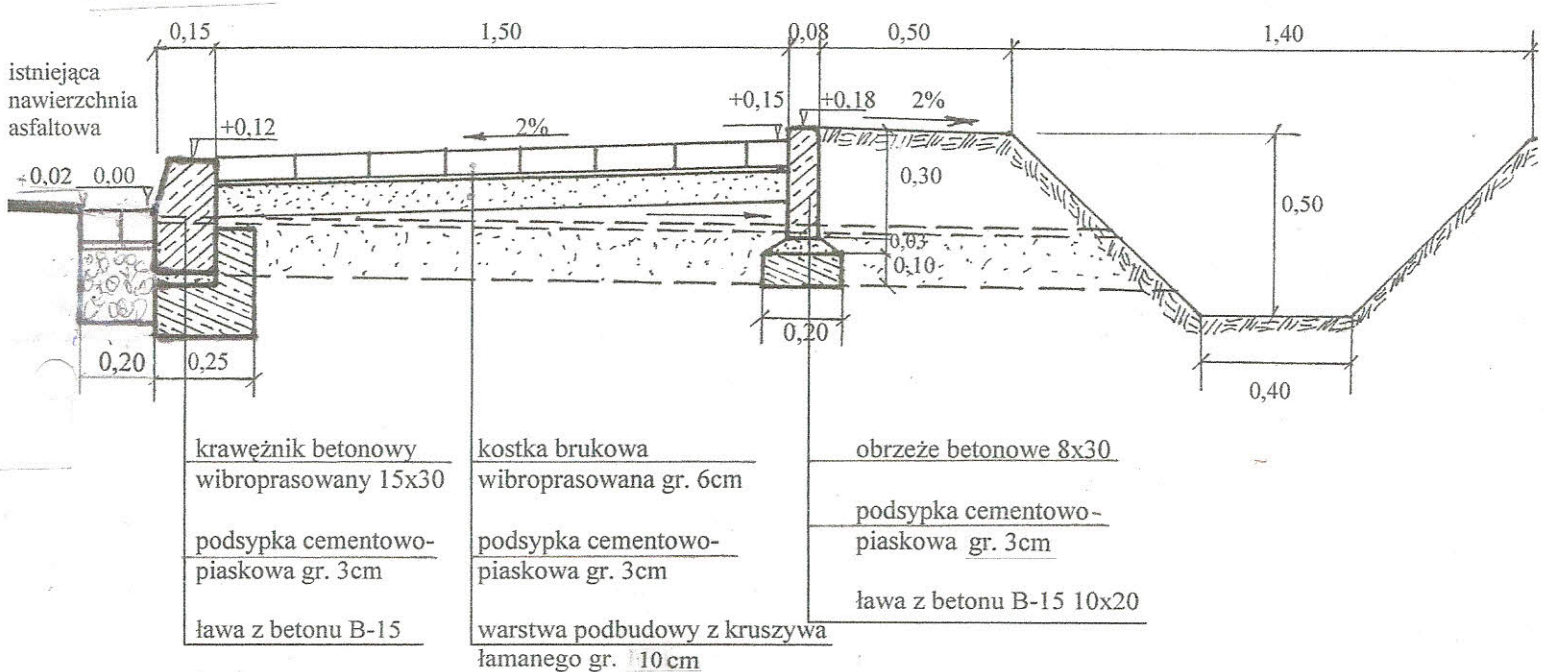 0,15
1,50
0,08
0,50
1,40
istniejąca
nawierzchnia
asfaltowa
+0,12
2%
+0,15
+0,18
2%
+0,02
0.00
0,30
0,50
0,03
0,10
0,20
0,20
0,25
0,40
krawężnik betonowy
wibroprasowany 15x30
podsypka cementowo-
piaskowa gr. 3cm
ława z betonu B-15
kostka brukowa
wibroprasowana gr. 6cm
podsypka cementowo-
piaskowa gr. 3cm
warstwa podbudowy z kruszywa
łamanego gr. 10 cm
obrzeże betonowe 8x30
podsypka cementowo-
piaskowa gr. 3cm
ława z betonu B-15 10x20